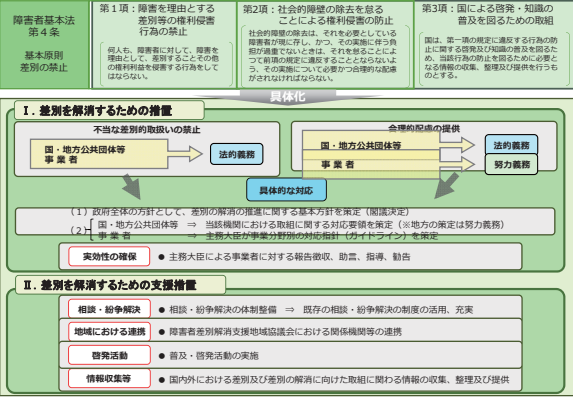 障害者基本法
第４条
基本原則
差別の禁止
第１項：障害を理由とする
差別等の権利侵害
行為の禁止
何人も、障害者に対して、障害を
理由として、差別することその他
の権利利益を侵害する行為をして
はならない。
第2項：社会的障壁の除去を怠る
ことによる権利侵害の防止
社会的障壁の除去は、それを必要としている
障害者が現に存し、かつ、その実施に伴う負
担が過重でないときは、それを怠ることによ
つて前項の規定に違反することとならないよ
う、その実施について必要かつ合理的な配慮
がされなければならない。
第3項：国による啓発・知識の
普及を図るための取組
国は、第一項の規定に違反する行為の防
止に関する啓発及び知識の普及を図るた
め、当該行為の防止を図るために必要と
なる情報の収集、整理及び提供を行うも
のとする。
具体化
Ⅰ．差別を解消するための措置
不当な差別的取扱いの禁止
国・地方公共団体等
事 業 者
法的義務
合理的配慮の提供
国・地方公共団体等
法的義務
事 業 者
努力義務
具体的な対応
（１）政府全体の方針として、差別の解消の推進に関する基本方針を策定（閣議決定）
（２） 国・地方公共団体等 ⇒ 当該機関における取組に関する対応要領を策定（※地方の策定は努力義務）
事 業 者 ⇒ 主務大臣が事業分野別の対応指針（ガイドライン）を策定
実効性の確保 ● 主務大臣による事業者に対する報告徴収、助言、指導、勧告
Ⅱ．差別を解消するための支援措置
相談・紛争解決 ● 相談・紛争解決の体制整備 ⇒ 既存の相談・紛争解決の制度の活用、充実
地域における連携 ● 障害者差別解消支援地域協議会における関係機関等の連携
啓発活動 ● 普及・啓発活動の実施
情報収集等 ● 国内外における差別及び差別の解消に向けた取組に関わる情報の収集、整理及び提供